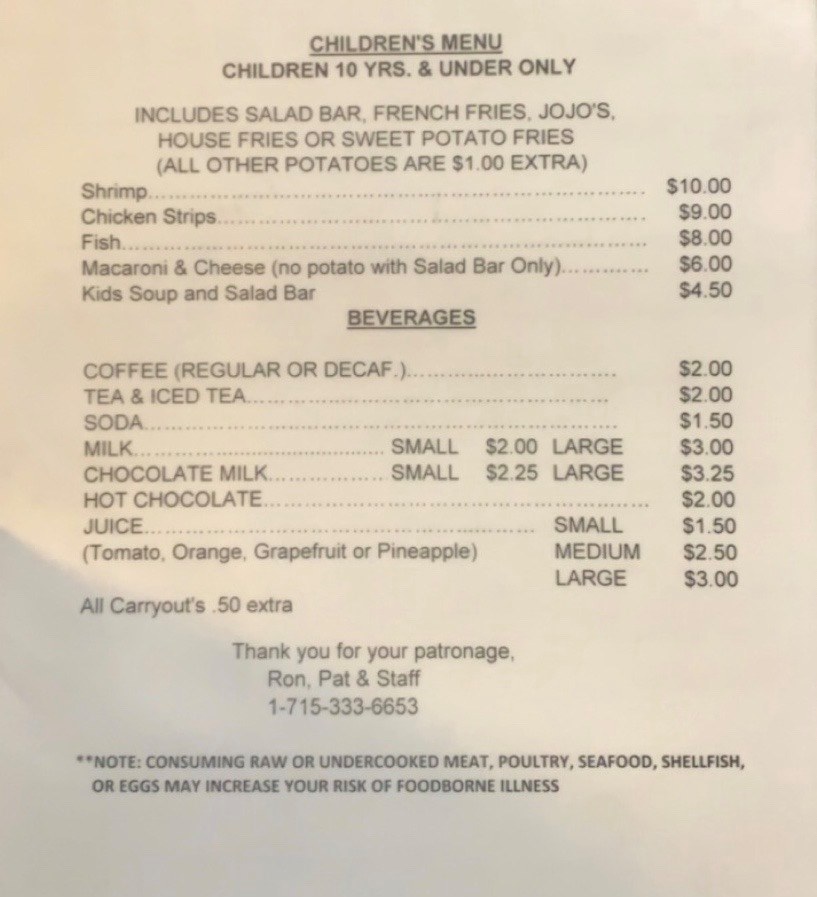 CHILDREN'S MENU
CHILDREN 10 YRS. & UNDER ONLY
INCLUDES SALAD BAR, FRENCH FRIES, JOJO'S,
HOUSE FRIES OR SWEET POTATO FRIES
(ALL OTHER POTATOES ARE $1.00 EXTRA)
Shrimp........................................................................ $10.00
Chicken Strips............................................................... $9.00
Fish............................................................................ $8.00
Macaroni & Cheese (no potato with Salad Bar Only)............. $6.00
Kids Soup and Salad Bar $4.50
BEVERAGES
COFFEE (REGULAR OR DECAF.)............................... $2.00
TEA & ICED TEA..................................................... $2.00
SODA..................................................................... $1.50
MILK.......................................... SMALL $2.00 LARGE $3.00
CHOCOLATE MILK................. SMALL $2.25 LARGE $3.25
HOT CHOCOLATE........................................................ $2.00
JUICE.......................................................... SMALL $1.50
(Tomato, Orange, Grapefruit or Pineapple) MEDIUM $2.50
LARGE $3.00
All Carryout's .50 extra
Thank you for your patronage,
Ron, Pat & Staff
1-715-333-6653
**NOTE: CONSUMING RAW OR UNDERCOOKED MEAT, POULTRY, SEAFOOD, SHELLFISH,
OR EGGS MAY INCREASE YOUR RISK OF FOODBORNE ILLNESS